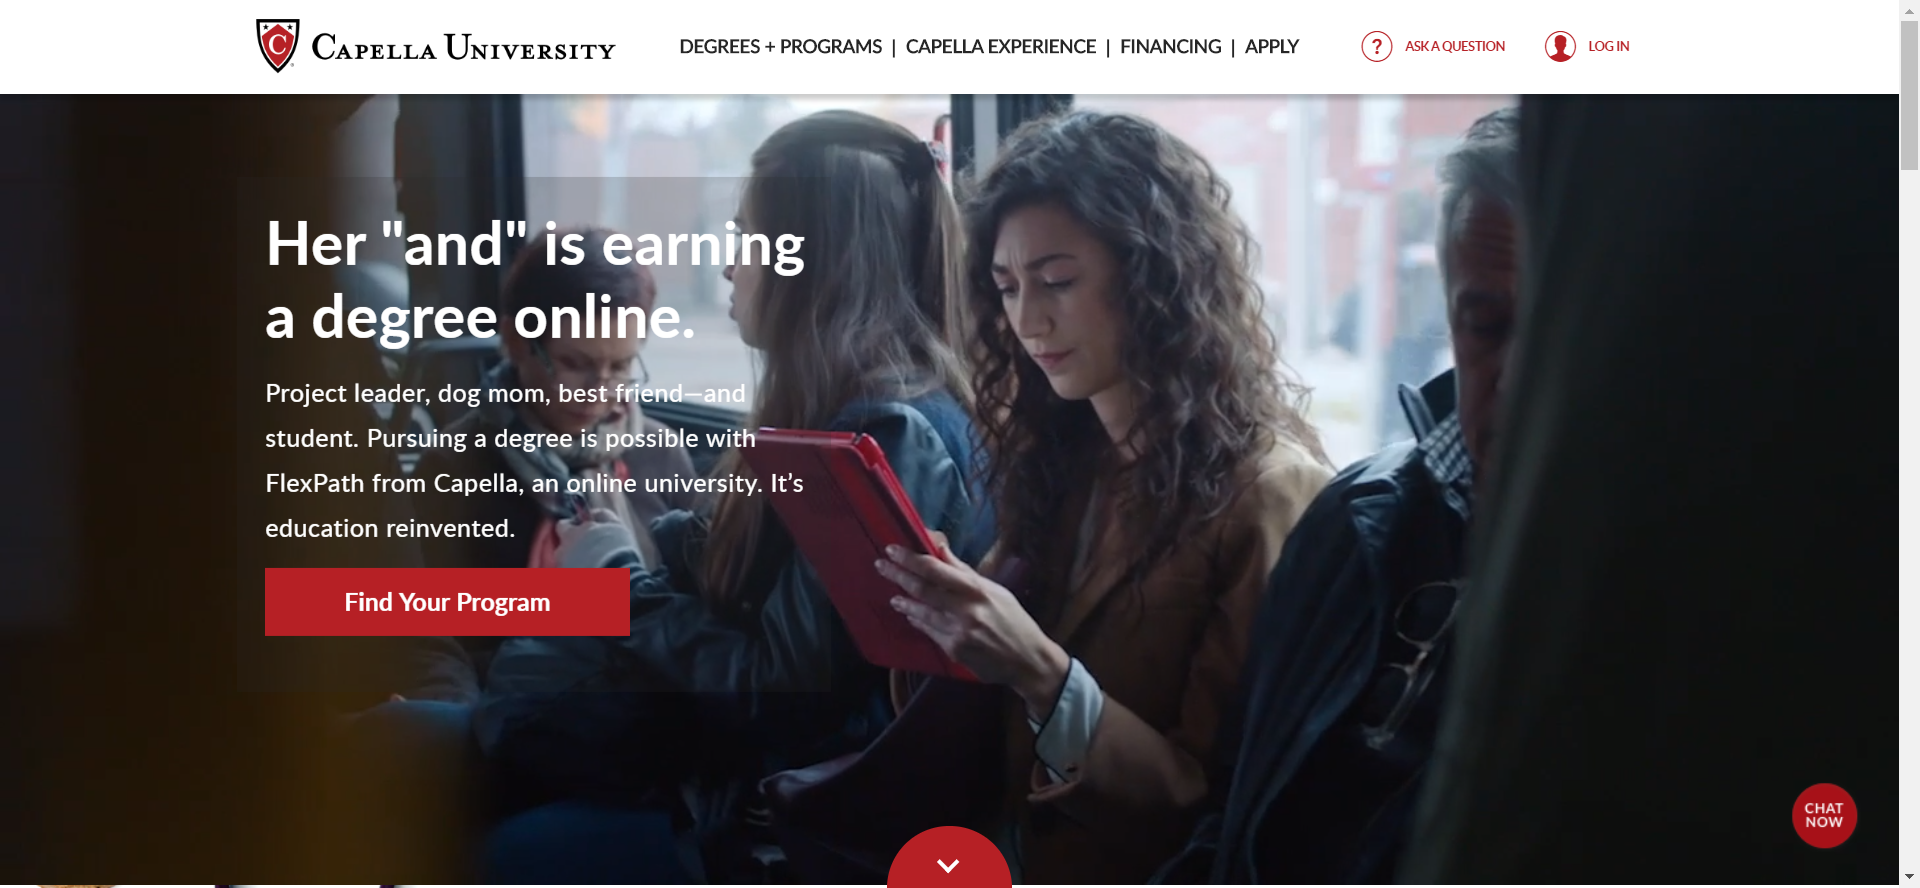 C CAPELLA UNIVERSITY
DEGREES + PROGRAMS | CAPELLA EXPERIENCE | FINANCING | APPLY
? ASK A QUESTION
LOG IN
Her "and" is earning
a degree online.
Project leader, dog mom, best friend—and
student. Pursuing a degree is possible with
FlexPath from Capella, an online university. It’s
education reinvented.
Find Your Program
CHAT
NOW